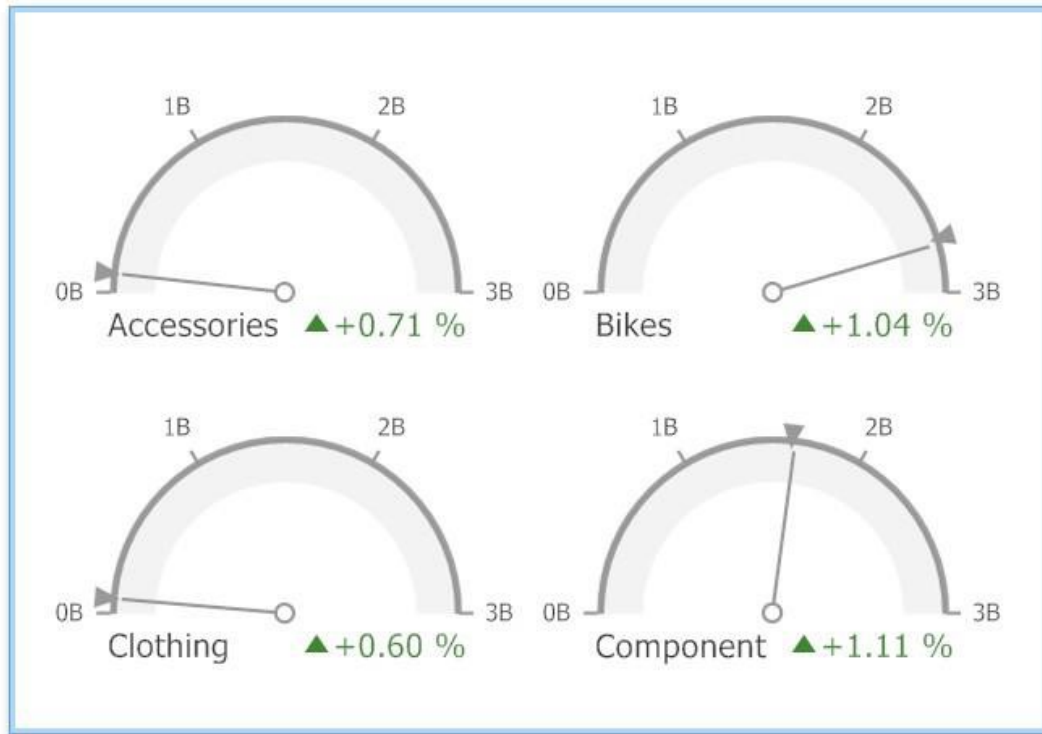 1B 2B
0B 3B
Accessories ▲+0.71 %
1B 2B
0B 3B
Bikes ▲+1.04 %
1B 2B
0B 3B
Clothing ▲+0.60 %
1B 2B
0B 3B
Component ▲+1.11 %